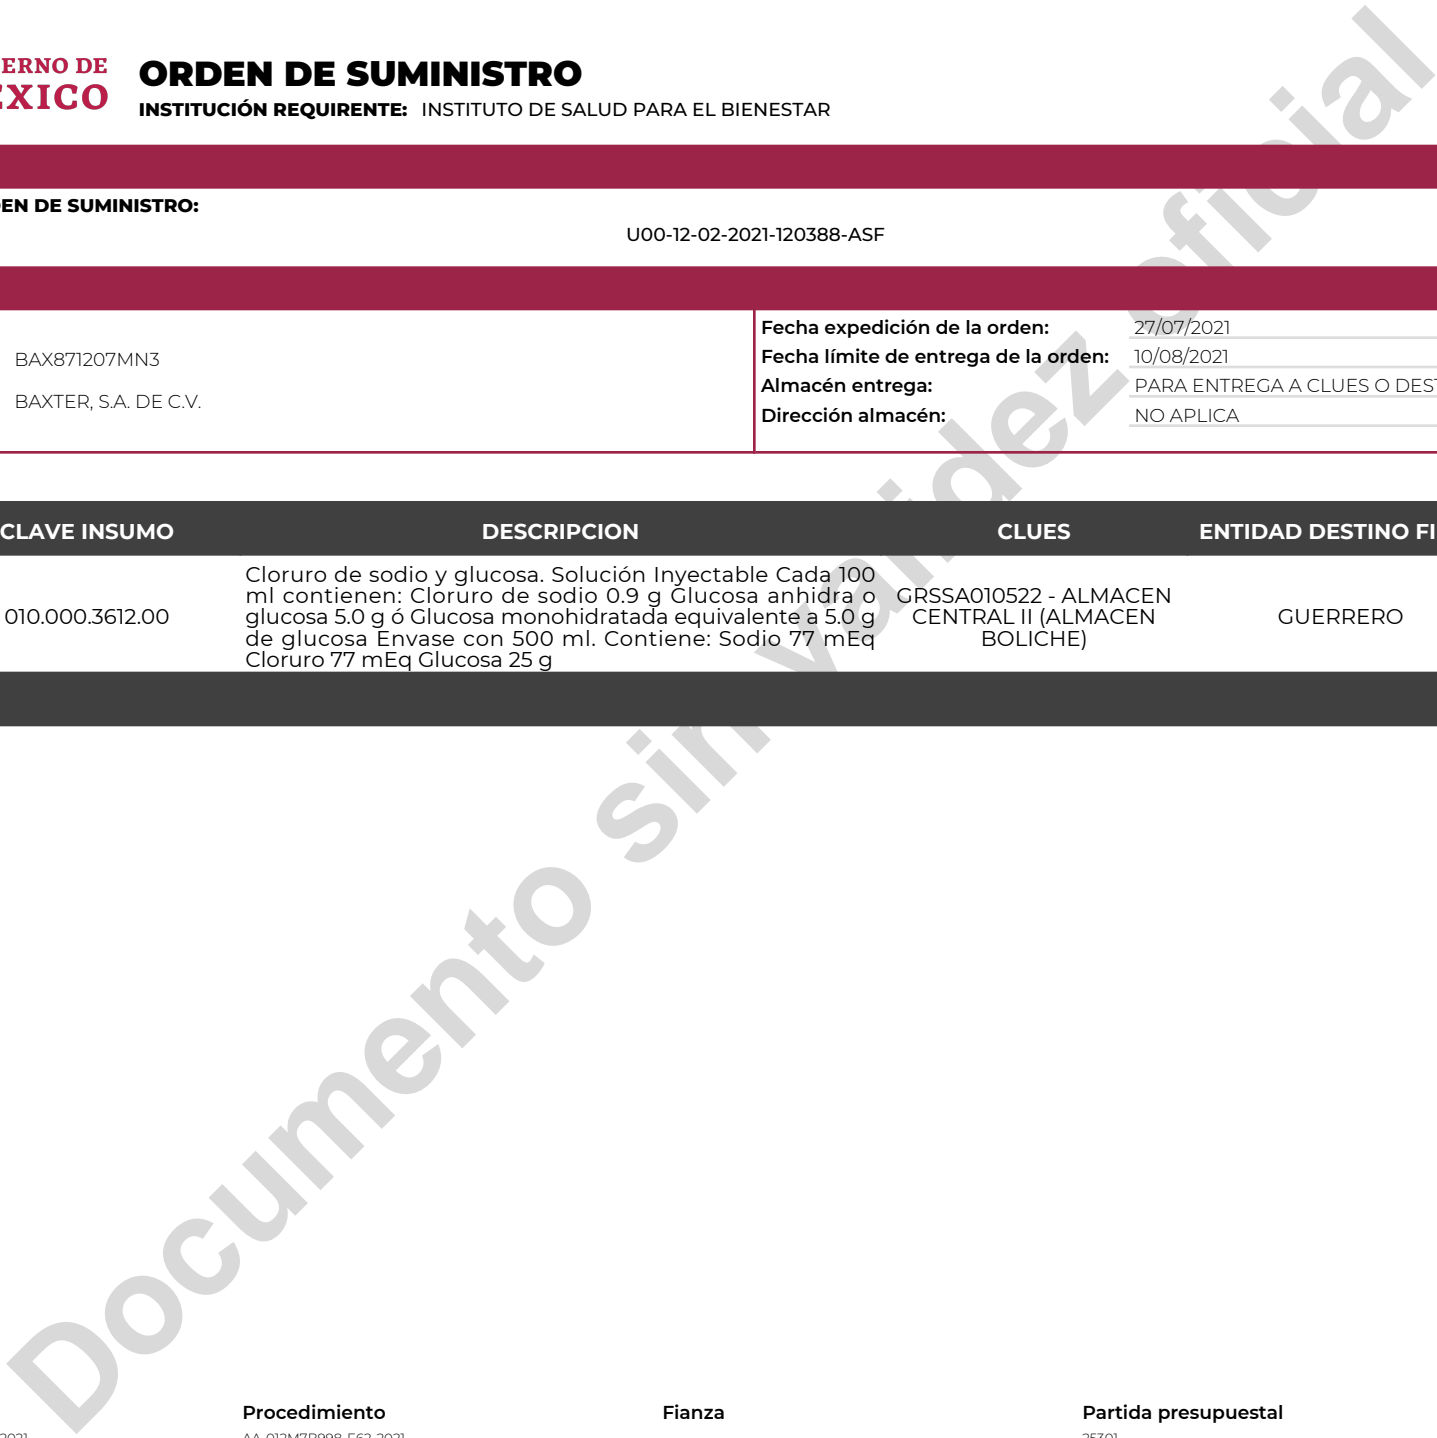 ORDEN DE SUMINISTRO
INSTITUCIÓN REQUIRENTE: INSTITUTO DE SALUD PARA EL BIENESTAR
DE SUMINISTRO:
U00-12-02-2021-120388-ASF
BAX871207MN3
BAXTER, S.A. DE C.V.
Fecha expedición de la orden: 27/07/2021
Fecha límite de entrega de la orden: 10/08/2021
Almacén entrega: PARA ENTREGA A CLUES O
Dirección almacén: NO APLICA
CLAVE INSUMO DESCRIPCION CLUES ENTIDAD DESTINO
010.000.3612.00
Cloruro de sodio y glucosa. Solución Inyectable Cada 100
ml contienen: Cloruro de sodio 0.9 g Glucosa anhidra o
glucosa 5.0 g ó Glucosa monohidratada equivalente a 5.0 g
de glucosa Envase con 500 ml. Contiene: Sodio 77 mEq
Cloruro 77 mEq Glucosa 25 g
GRSSA010522 - ALMACEN
CENTRAL II (ALMACEN
BOLICHE)
GUERRERO
Documento sin validez oficial
Procedimiento Fianza Partida presupuestal